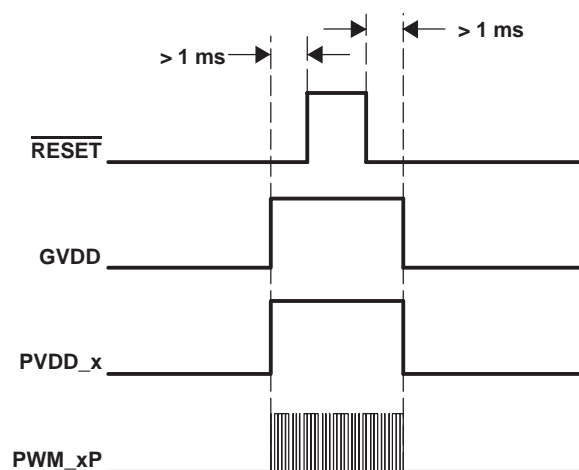 > 1 ms
> 1 ms
RESET
GVDD
PVDD_x
PWM_xP